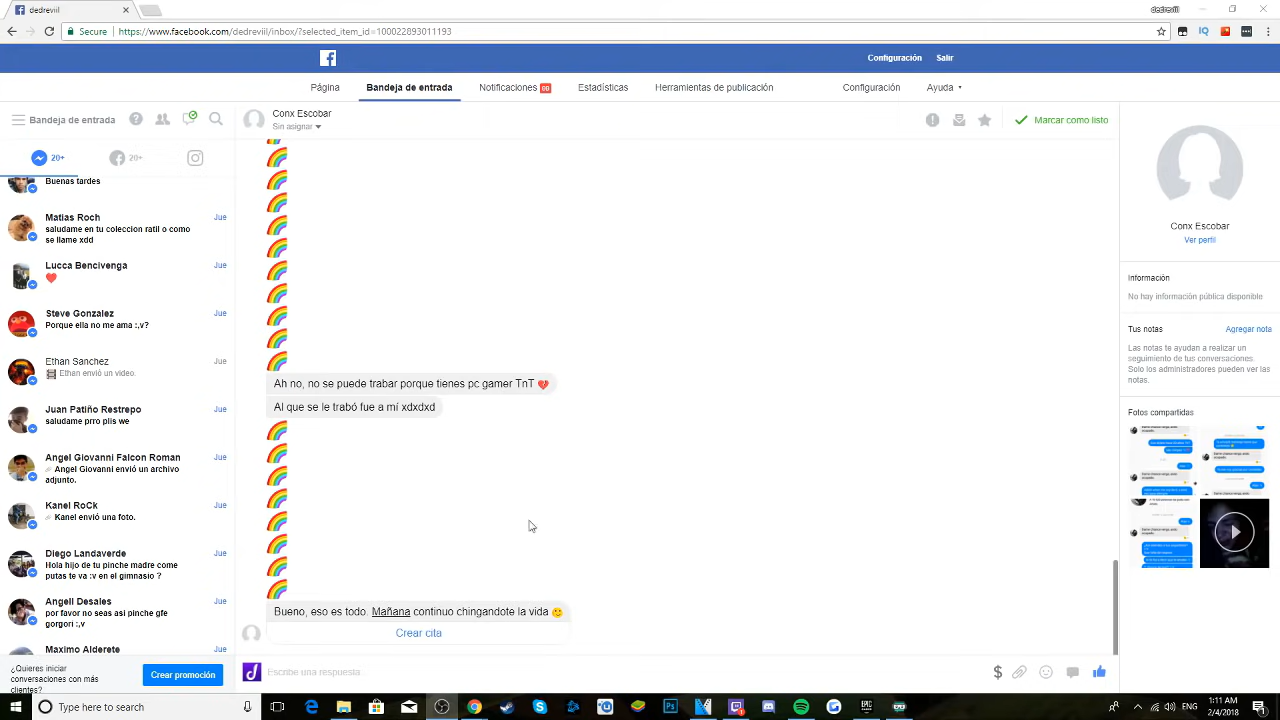 dedreviil
dedreviil
Secure
https://www.facebook.com/dedreviil/inbox/?selected_item_id=100022893011193
Configuración
Salir
Página
Bandeja de entrada
Notificaciones
Estadísticas
Herramientas de publicación
Configuración
Ayuda
Bandeja de entrada
20+
20+
Buenas tardes
Matias Roch
Jue
saludame en tu coleccion ratil o como
se llame xdd
Lucca Bencivenga
Jue
Steve Gonzalez
Jue
Porque ella no me ama :,v?
Ethan Sanchez
Jue
Ethan envió un video.
Juan Patiño Restrepo
Jue
saludame prro plis we
Angel Giovanni Falcon Roman
Jue
Angel Giovanni envió un archivo
adjunto.
Kanel RoCk
Jue
Kanel envió una foto.
Diego Landaverde
Jue
Hola hijo de tu puta madre como
putas te va :v en el gimnasio ?
Angell Desales
Jue
por favor no seas asi pinche gfe
gorgori :,v
Maximo Alderete
Jue
¿Quieres iniciar
conversaciones con más
clientes?
Crear promoción
Conx Escobar
Sin asignar
Marcar como listo
Ah no, no se puede trabar porque tienes pc gamer TnT
Al que se le trabó fue a mí xdxdxd
Bueno, eso es todo. Mañana continuo chingandote la vida
Crear cita
Escribe una respuesta...
Conx Escobar
Ver perfil
Información
No hay información pública disponible
Tus notas
Agregar nota
Las notas te ayudan a realizar un
seguimiento de tus conversaciones.
Solo los administradores pueden ver las
notas.
Fotos compartidas
Type here to search
1:11 AM
2/4/2018